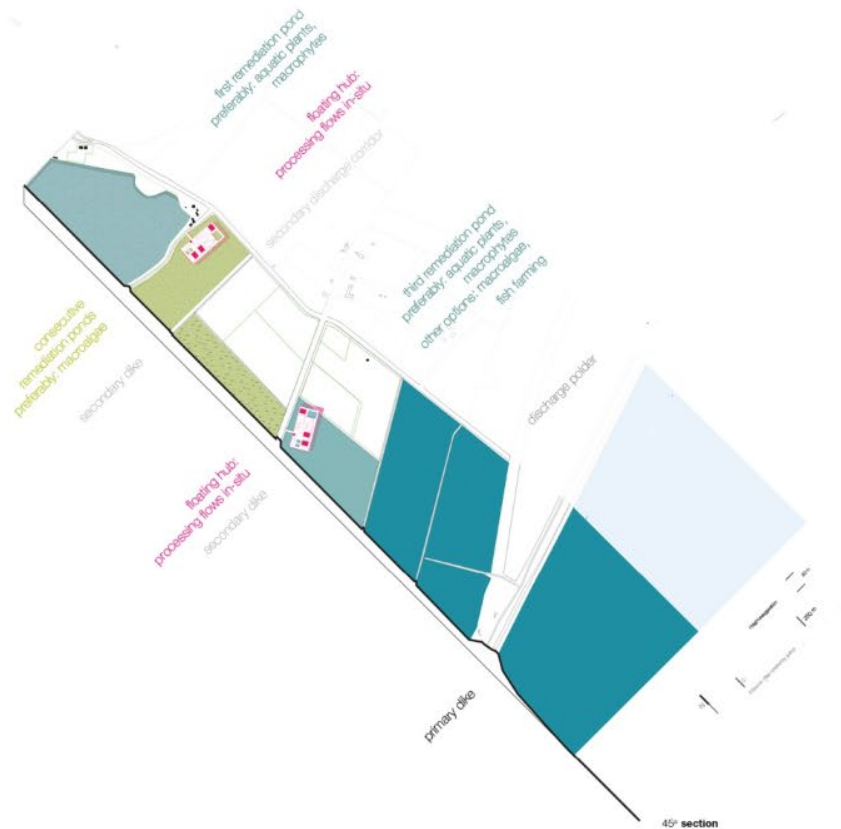 first remediation pond
preferably: aquatic plants,
macrophytes
floating hub:
processing flows in-situ
secondary discharge corridor
third remediation pond
preferably: aquatic plants,
macrophytes
other options: macroalgae,
fish farming
discharge polder
consecutive
remediation ponds
preferably: macroalgae
secondary dike
floating hub:
processing flows in-situ
secondary dike
primary dike
250 m
N
45º section